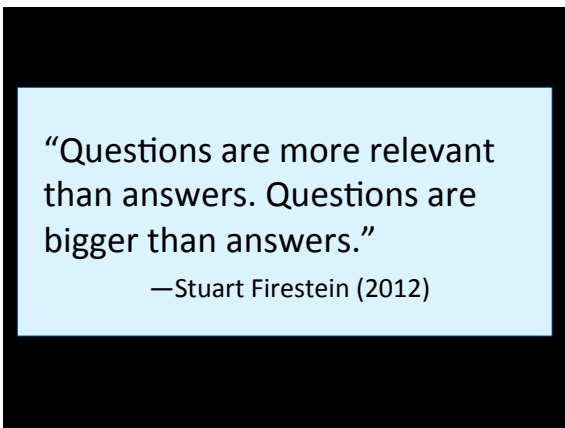 “Questions are more relevant
than answers. Questions are
bigger than answers.”
—Stuart Firestein (2012)